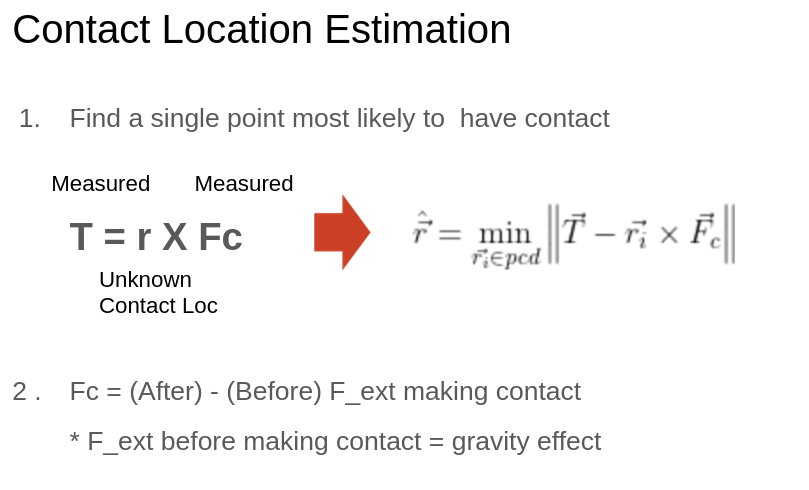 Contact Location Estimation
1. Find a single point most likely to have contact
Measured Measured
T = r X Fc
Unknown
Contact Loc
$\hat{\vec{r}} = \min_{\vec{r_i} \in pcd} \left\| \vec{T} - \vec{r_i} \times \vec{F_c} \right\|$
2 . Fc = (After) - (Before) F_ext making contact
* F_ext before making contact = gravity effect